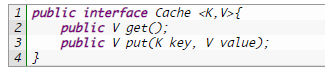 1 public interface Cache <K,V>{
2     public V get();
3     public V put(K key, V value);
4 }